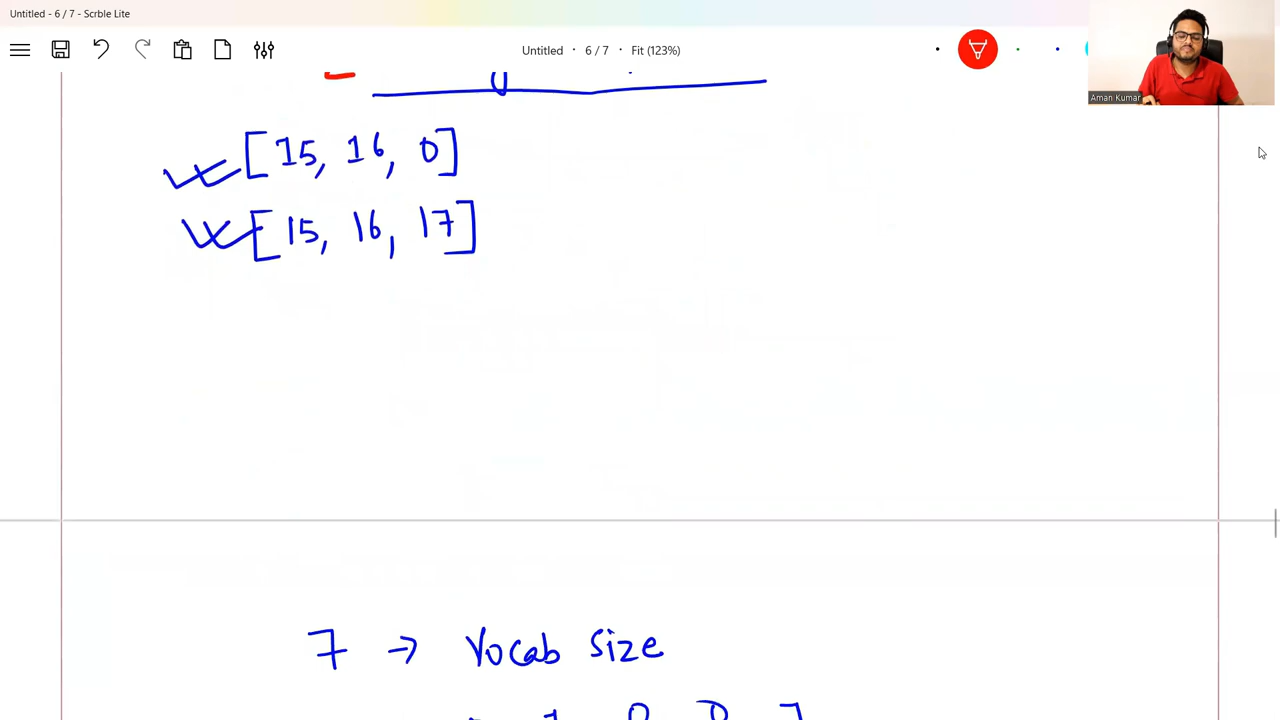 Untitled - 6 / 7 - Scrble Lite
Untitled • 6 / 7 • Fit (123%)
Aman Kumar
[15, 16, 0]
[15, 16, 17]
7 → Vocab Size